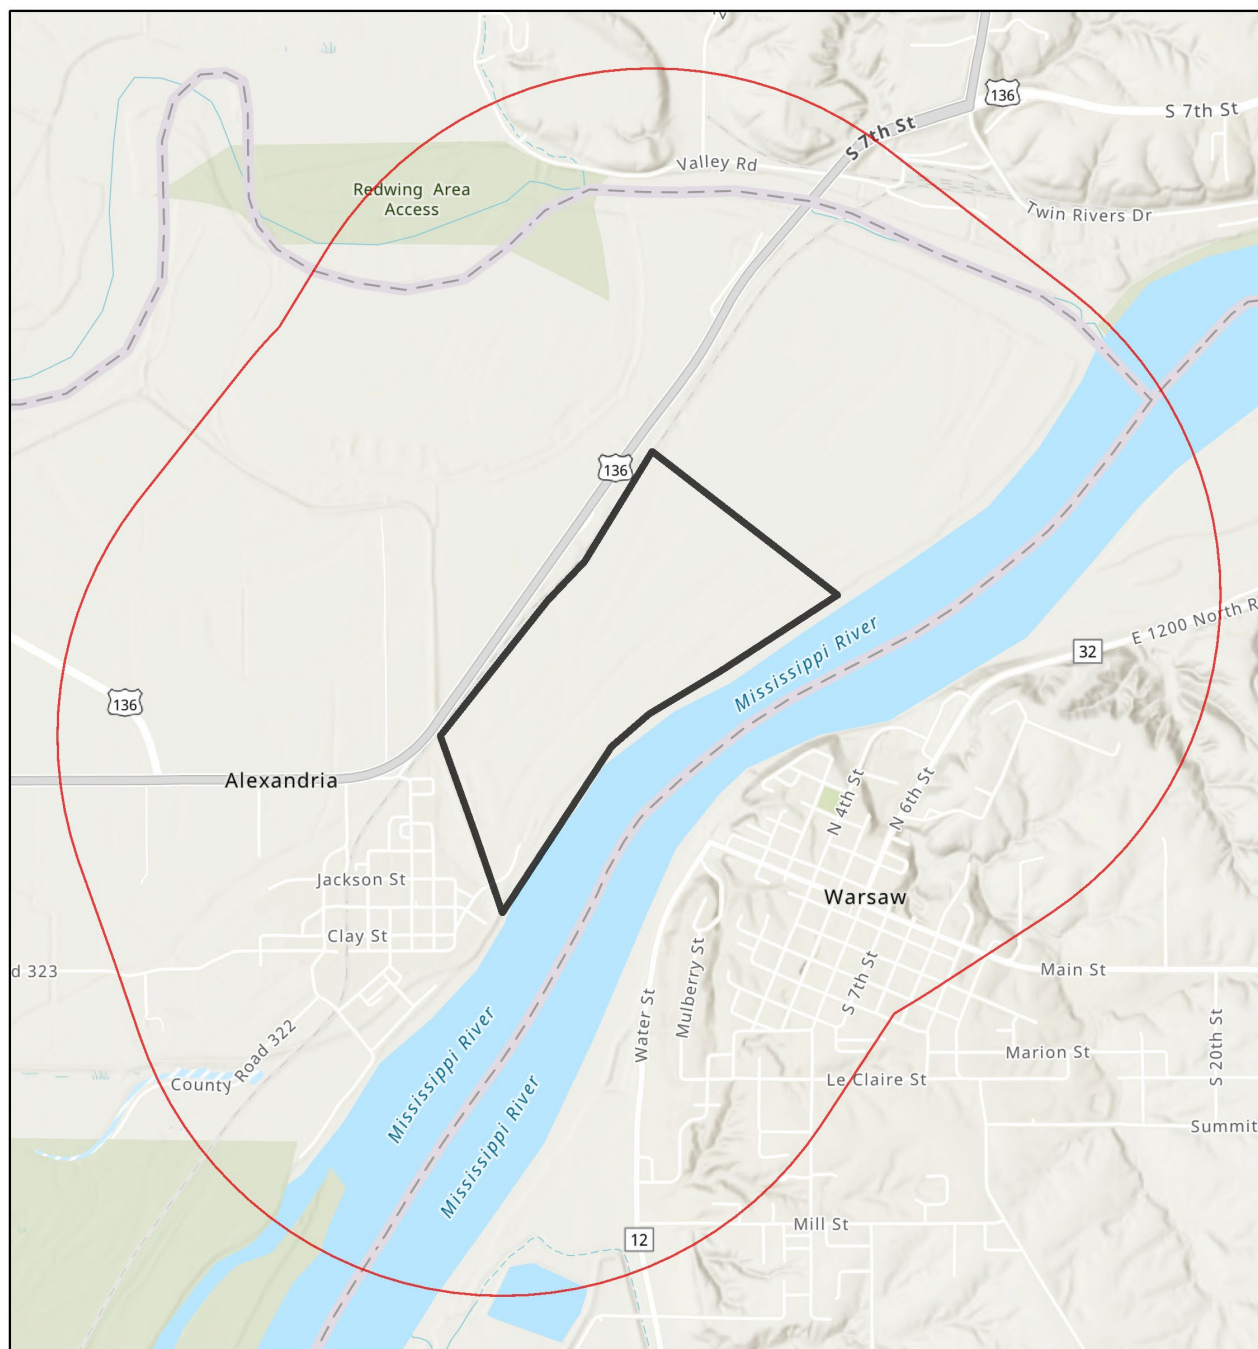 136
S 7th St
S 7th St
Valley Rd
Redwing Area
Access
Twin Rivers Dr
136
Mississippi River
E 1200 North R
32
136
Alexandria
N 4th St
N 6th St
Jackson St
Warsaw
Clay St
d 323
Mulberry St
S 7th St
Main St
Water St
S 20th St
County Road 322
Marion St
Le Claire St
Mississippi River
Mississippi River
Summit
Mill St
12